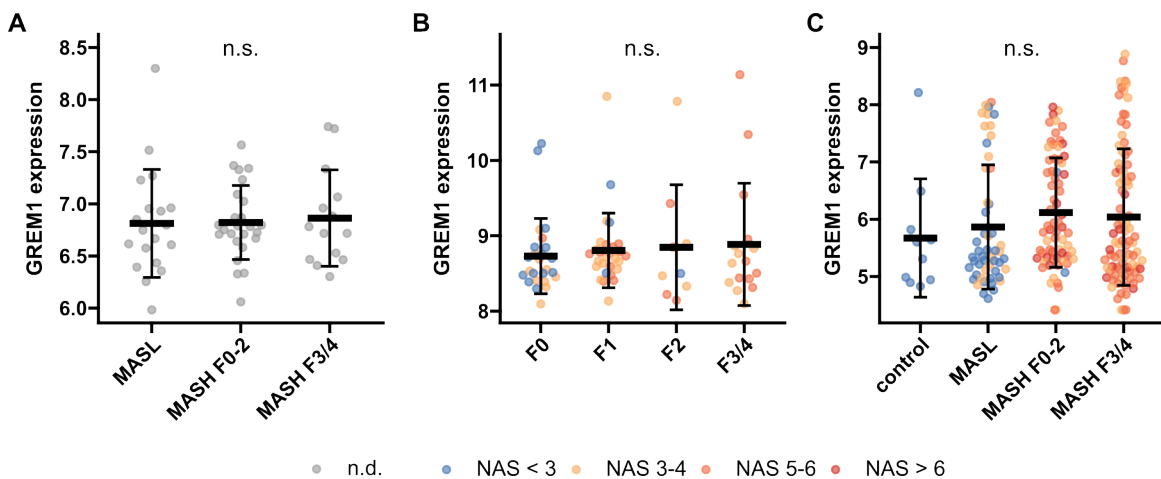 A
B
C
n.s.
n.s.
n.s.
GREM1 expression
8.5
8.0
7.5
7.0
6.5
6.0
MASL
MASH F0-2
MASH F3/4
GREM1 expression
11
10
9
8
F0
F1
F2
F3/4
GREM1 expression
9
8
7
6
5
control
MASL
MASH F0-2
MASH F3/4
n.d.
NAS < 3
NAS 3-4
NAS 5-6
NAS > 6